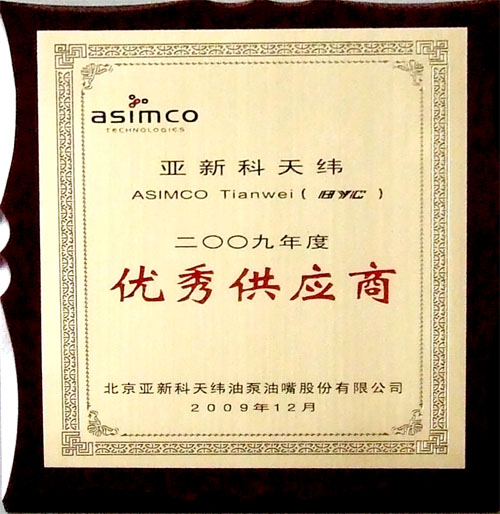 asimco
TECHNOLOGIES
亚新科天纬
ASIMCO Tianwei( BYC )
二〇〇九年度
优秀供应商
北京亚新科天纬油泵油嘴股份有限公司
2009年12月